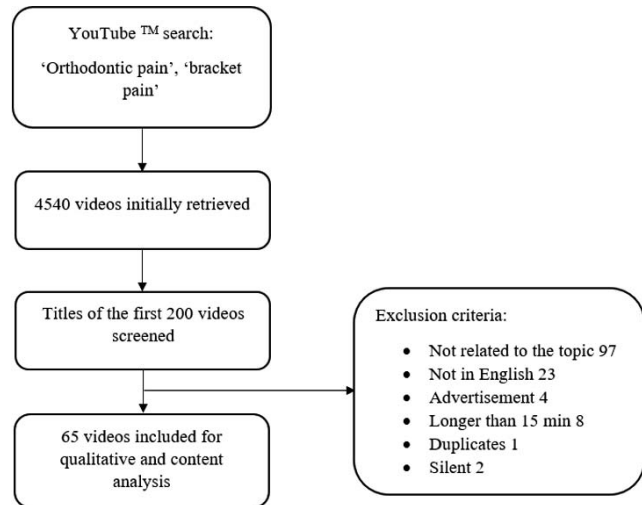 YouTube ™ search:
‘Orthodontic pain’, ‘bracket
pain’
4540 videos initially retrieved
Titles of the first 200 videos
screened
Exclusion criteria:
• Not related to the topic 97
• Not in English 23
• Advertisement 4
• Longer than 15 min 8
• Duplicates 1
• Silent 2
65 videos included for
qualitative and content
analysis